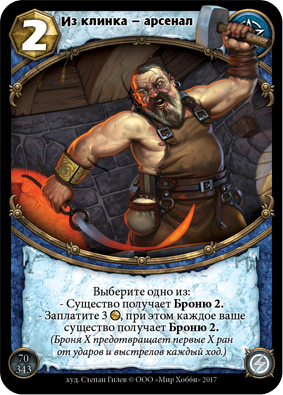 Из клинка – арсенал
2
Выберите одно из:
- Существо получает Броню 2.
- Заплатите 3 , при этом каждое ваше
существо получает Броню 2.
(Броня X предотвращает первые X ран
от ударов и выстрелов каждый ход.)
70
343
худ. Степан Гилев © ООО «Мир Хобби» 2017